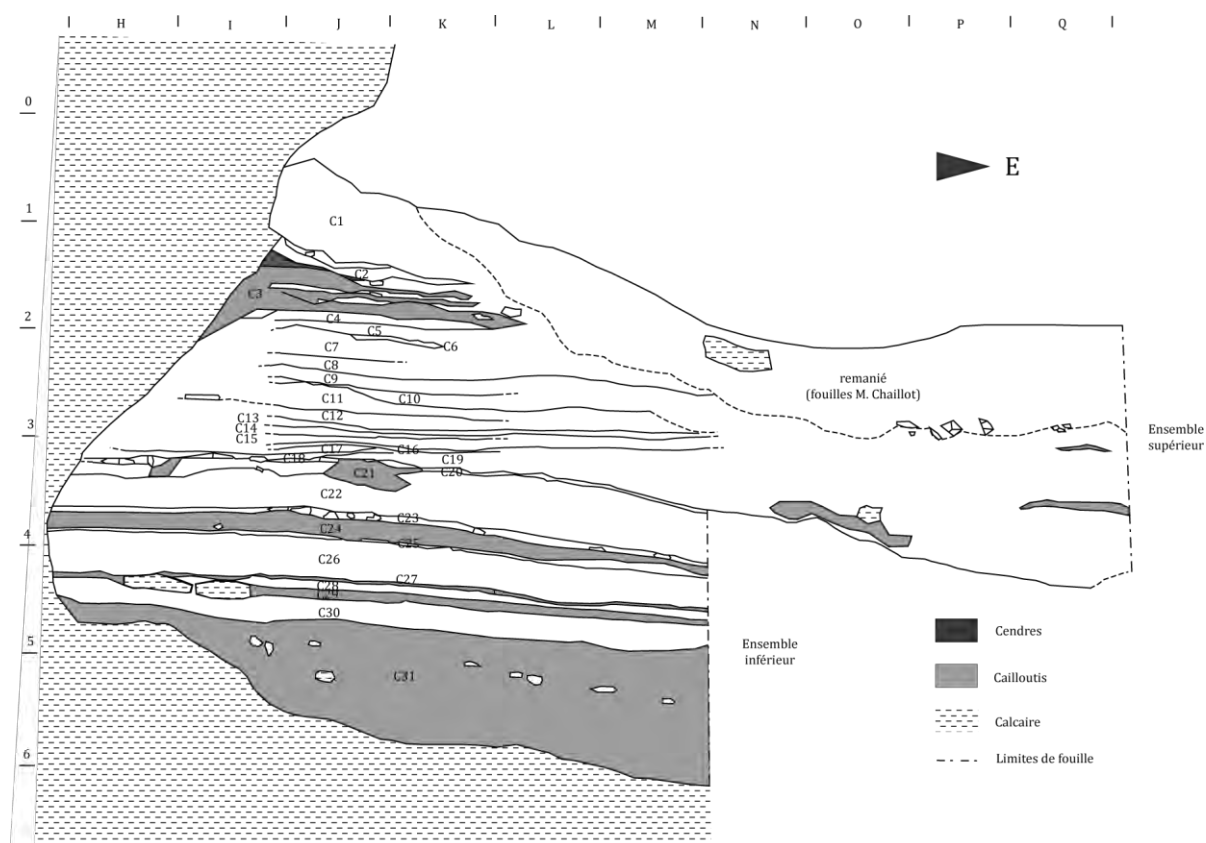 H I J K L M N O P Q
0
E
1
C1
C2
C3
2
C4
C5
C6
C7
C8
remanié
(fouilles M. Chaillot)
C9
C10
C11
C12
C13
C14
3
C15
Ensemble
supérieur
C17
C16
C18
C19
C20
C21
C22
C23
C24
4
C25
C26
C27
C28
C30
Cendres
5
Ensemble
inférieur
C31
Cailloutis
Calcaire
6
Limites de fouille